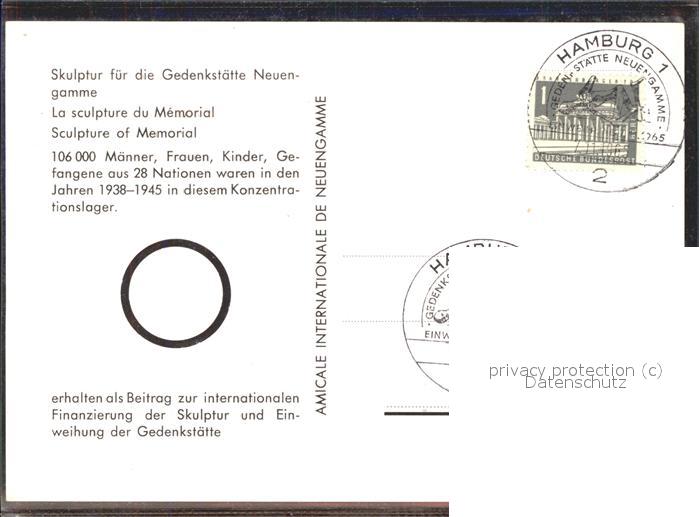 Skulptur für die Gedenkstätte Neuen-
gamme
La sculpture du Mémorial
Sculpture of Memorial
106 000 Männer, Frauen, Kinder, Ge-
fangene aus 28 Nationen waren in den
Jahren 1938–1945 in diesem Konzentra-
tionslager.
erhalten als Beitrag zur internationalen
Finanzierung der Skulptur und Ein-
weihung der Gedenkstätte
AMICALE INTERNATIONALE DE NEUENGAMME
HAMBURG 1
GEDENKSTÄTTE NEUENGAMME
1
1965
DEUTSCHE BUNDESPOST
2
privacy protection (c)
Datenschutz